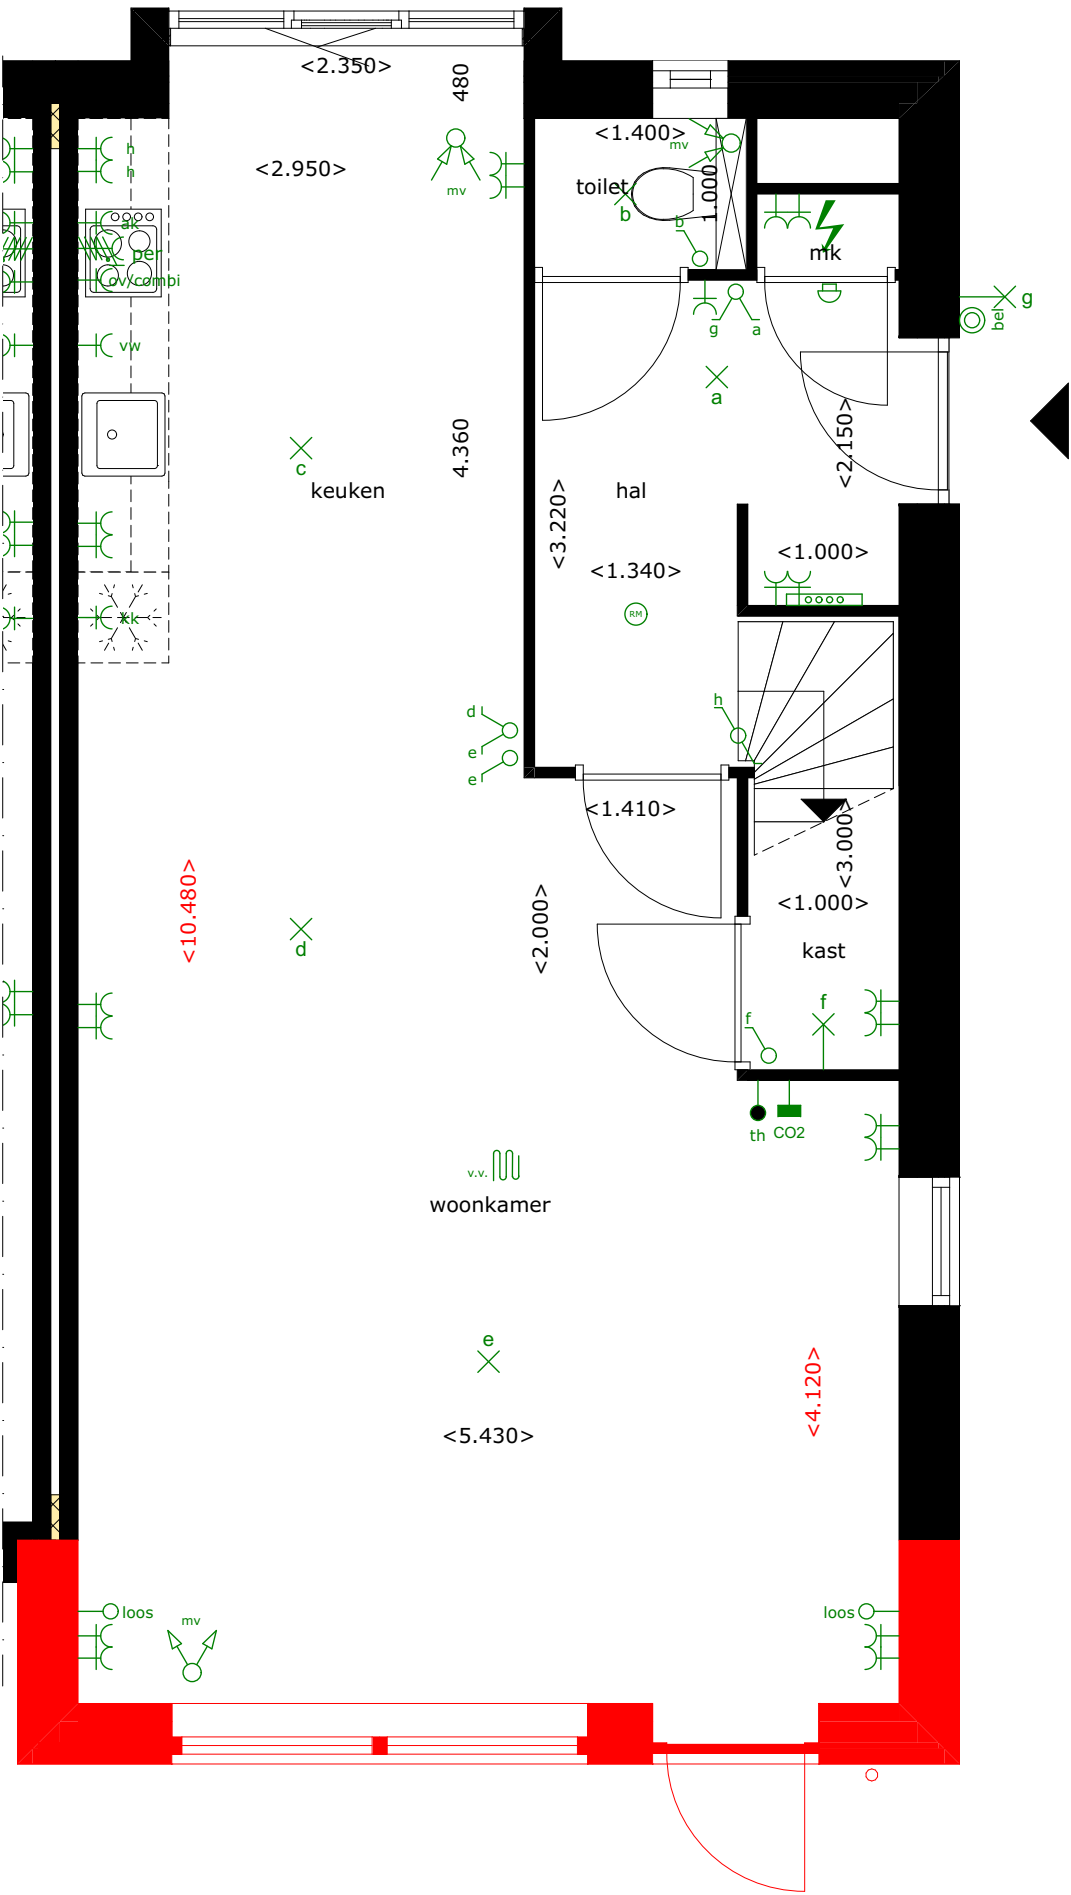 <2.350>
480
<1.400>
mv
h
h
<2.950>
mv
toilet
1.000
b
b
ak
per
mk
ov/combi
g
bel
g
a
vw
a
<2.150>
4.360
c
keuken
hal
<3.220>
<1.000>
<1.340>
RM
kk
h
d
e
e
<1.410>
<3.000>
<10.480>
<2.000>
<1.000>
d
kast
f
f
th
CO2
v.v.
woonkamer
e
<4.120>
<5.430>
loos
mv
loos